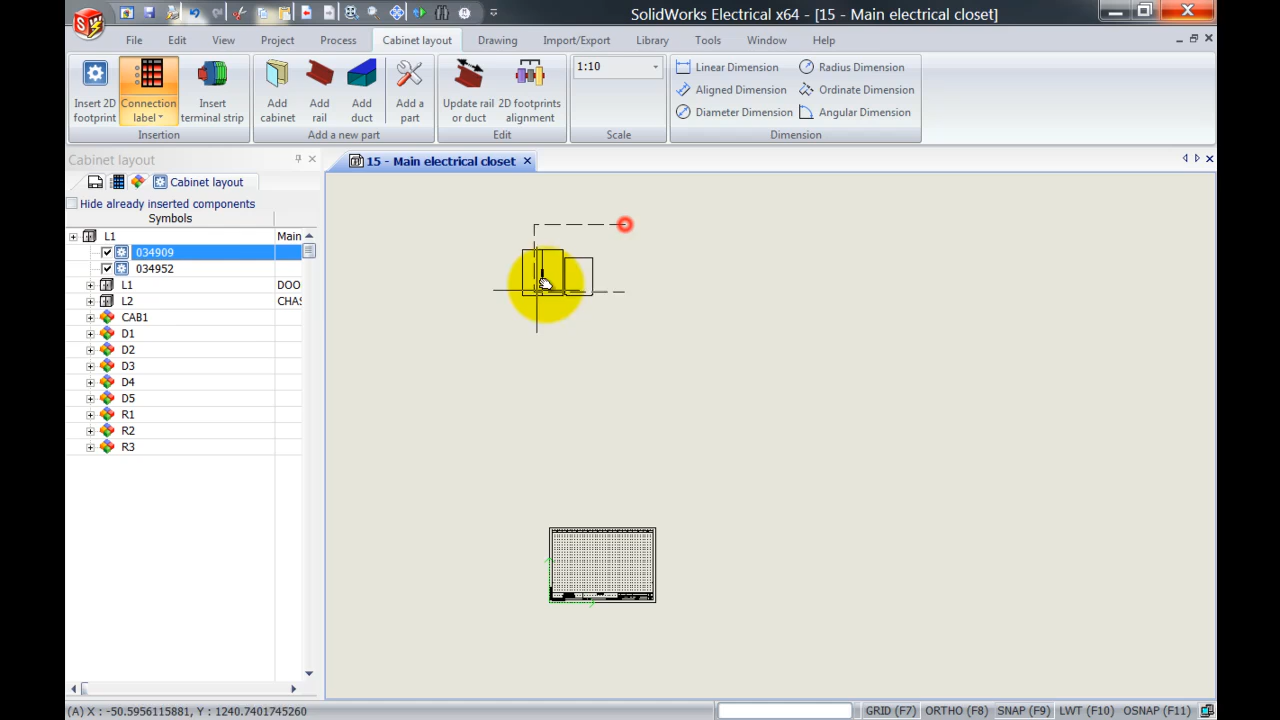 SolidWorks Electrical x64 - [15 - Main electrical closet]
File Edit View Project Process Cabinet layout Drawing Import/Export Library Tools Window Help
Insert 2D footprint
Connection label
Insert terminal strip
Add cabinet
Add rail
Add duct
Add a part
Update rail or duct
2D footprints alignment
1:10
Linear Dimension
Aligned Dimension
Diameter Dimension
Radius Dimension
Ordinate Dimension
Angular Dimension
Insertion Add a new part Edit Scale Dimension
Cabinet layout
15 - Main electrical closet
Cabinet layout
Hide already inserted components
Symbols
L1 Main
034909
034952
L1 DOO
L2 CHAS
CAB1
D1
D2
D3
D4
D5
R1
R2
R3
(A) X : -50.5956115881, Y : 1240.7401745260
GRID (F7) ORTHO (F8) SNAP (F9) LWT (F10) OSNAP (F11)